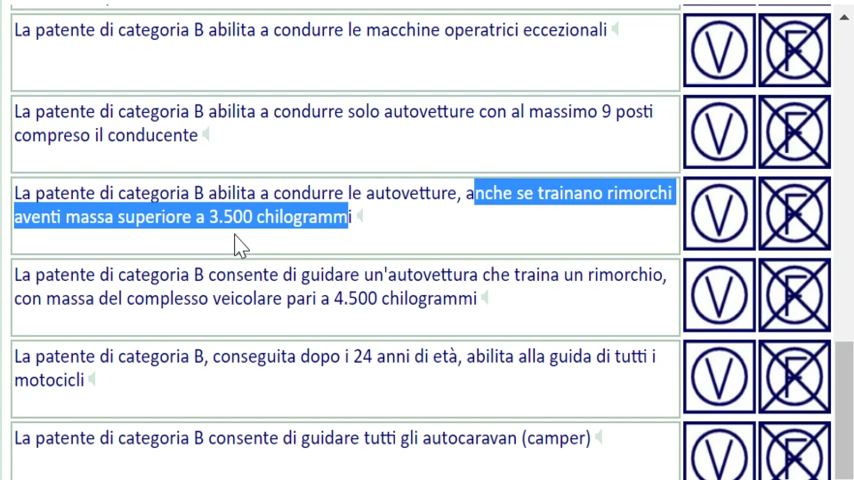 La patente di categoria B abilita a condurre le macchine operatrici eccezionali
V F
La patente di categoria B abilita a condurre solo autovetture con al massimo 9 posti
compreso il conducente
V F
La patente di categoria B abilita a condurre le autovetture, anche se trainano rimorchi
aventi massa superiore a 3.500 chilogrammi
V F
La patente di categoria B consente di guidare un'autovettura che traina un rimorchio,
con massa del complesso veicolare pari a 4.500 chilogrammi
V F
La patente di categoria B, conseguita dopo i 24 anni di età, abilita alla guida di tutti i
motocicli
V F
La patente di categoria B consente di guidare tutti gli autocaravan (camper)
V F